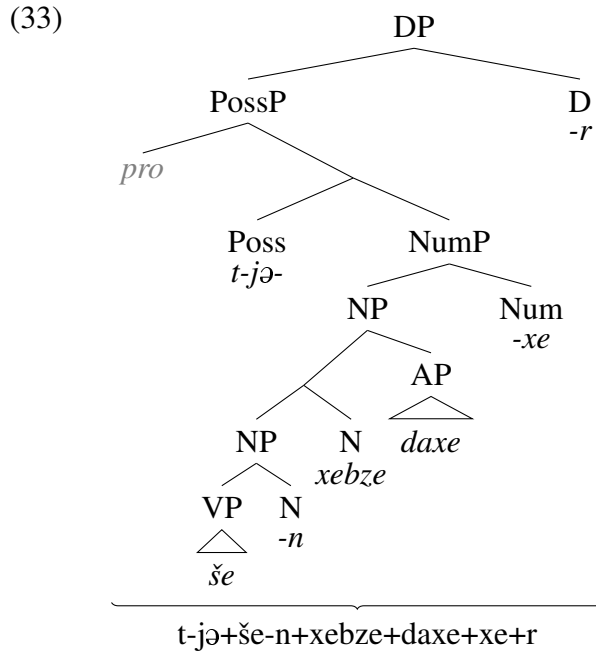 (33)
DP
PossP D
-r
pro
Poss NumP
t-jə-
NP Num
-xe
AP
NP N daxe
xebze
VP N
-n
še
t-jə+še-n+xebze+daxe+xe+r